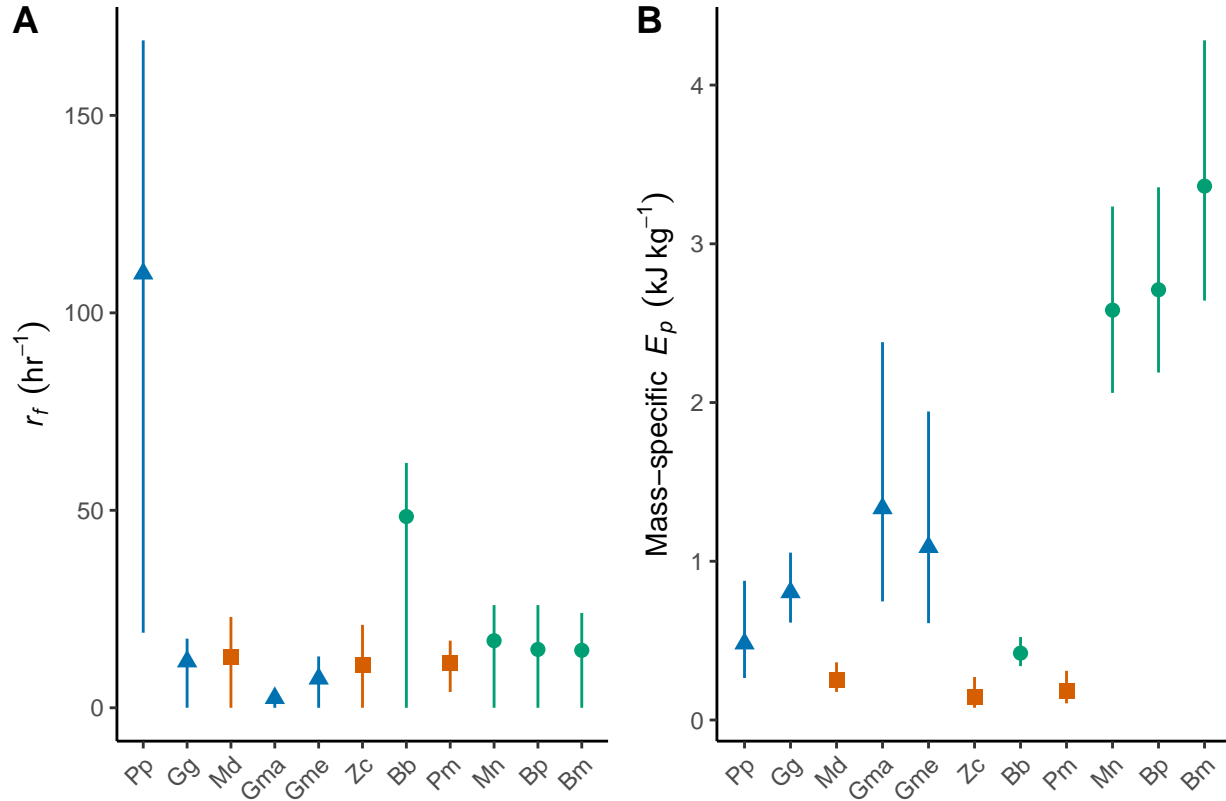 A
r_f (hr⁻¹)
150
100
50
0
Pp Gg Md Gma Gme Zc Bb Pm Mn Bp Bm
B
Mass−specific E_p (kJ kg⁻¹)
4
3
2
1
0
Pp Gg Md Gma Gme Zc Bb Pm Mn Bp Bm